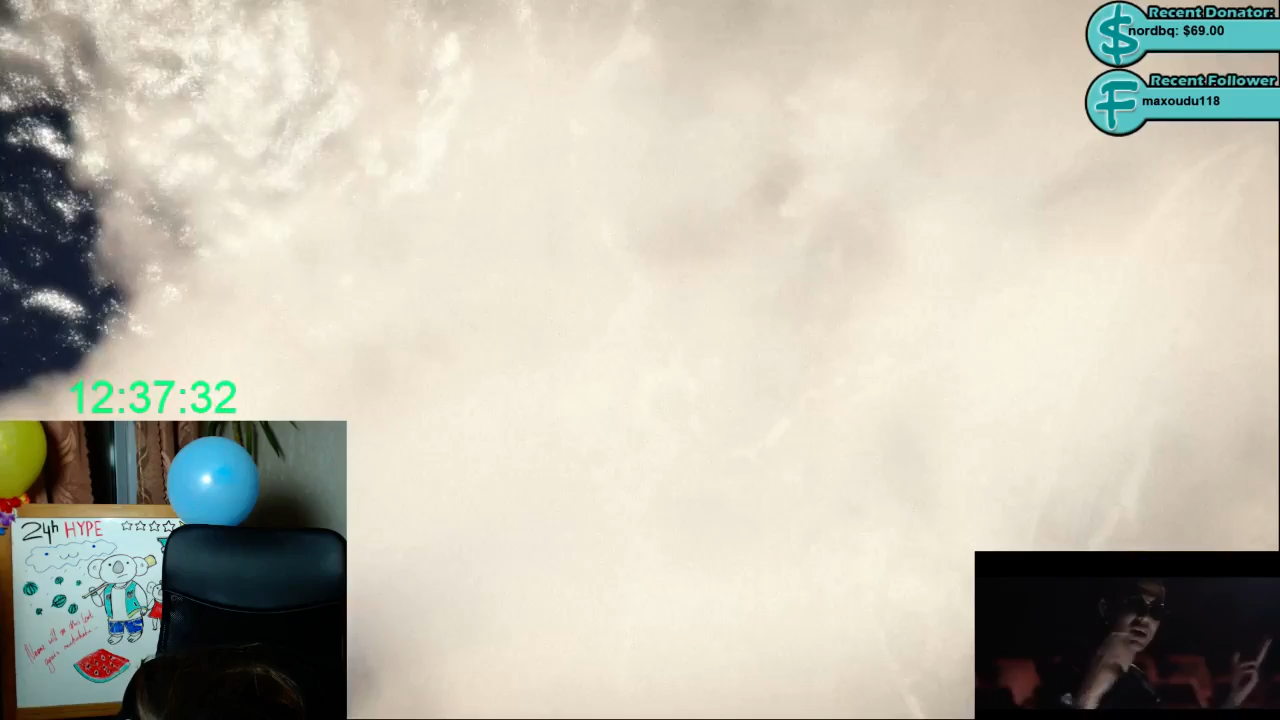 Recent Donator:
nordbq: $69.00
Recent Follower
maxoudu118
12:37:32
24h HYPE